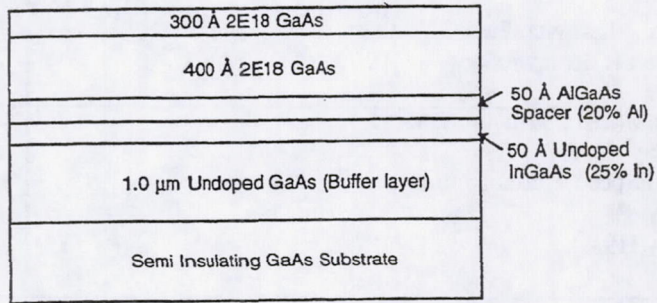 300 Å 2E18 GaAs
400 Å 2E18 GaAs
50 Å AlGaAs
Spacer (20% Al)
50 Å Undoped
InGaAs (25% In)
1.0 μm Undoped GaAs (Buffer layer)
Semi Insulating GaAs Substrate